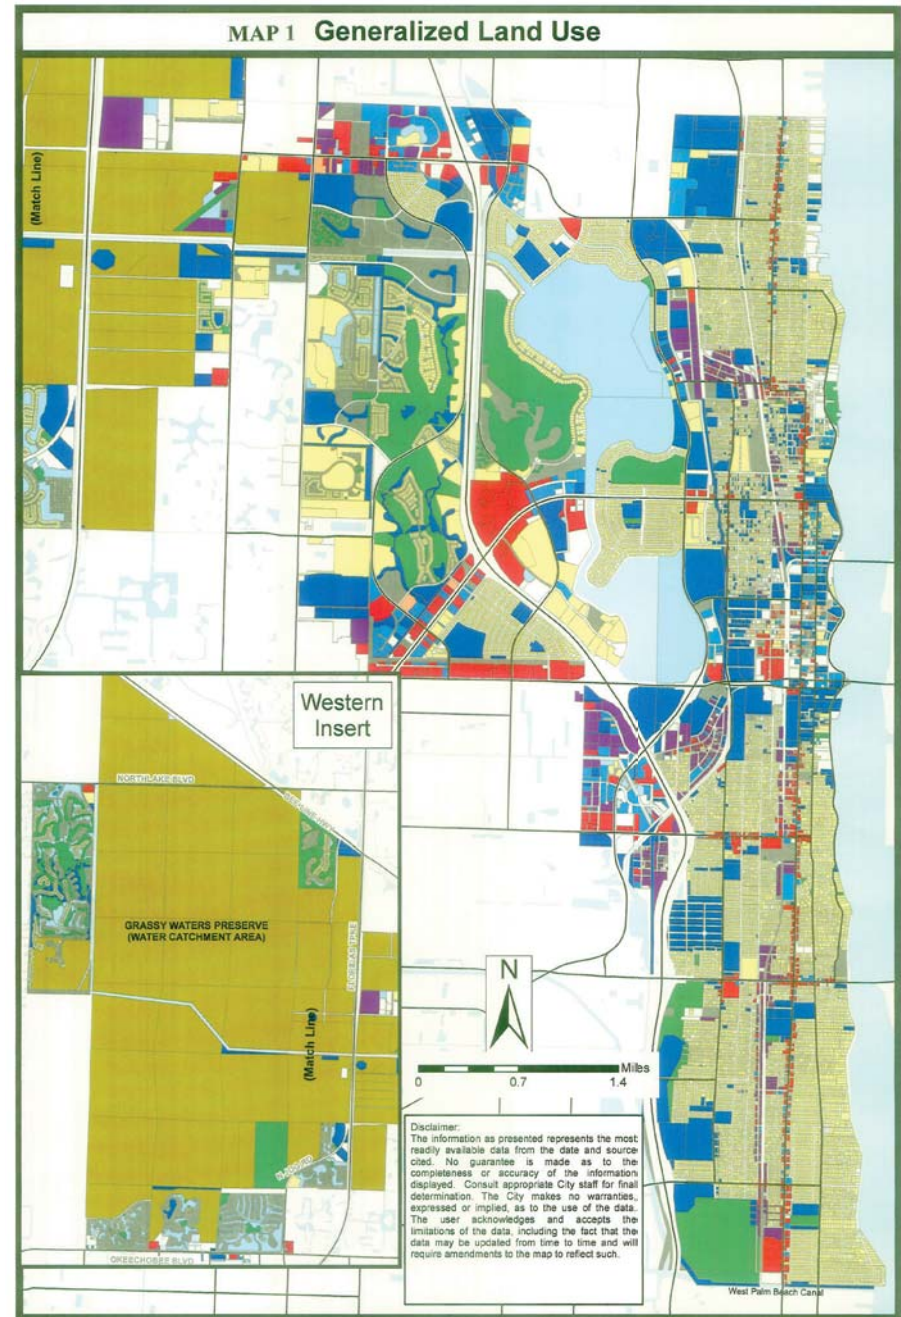 MAP 1 Generalized Land Use
(Match Line)
Western
Insert
NORTHLAKE BLVD
GRASSY WATERS PRESERVE
(WATER CATCHMENT AREA)
(Match Line)
OKEECHOBEE BLVD
N
Miles
0 0.7 1.4
Disclaimer:
The information as presented represents the most
readily available data from the date and source
cited. No guarantee is made as to the
completeness or accuracy of the information
displayed. Consult appropriate City staff for final
determination. The City makes no warranties,
expressed or implied, as to the use of the data.
The user acknowledges and accepts the
limitations of the data, including the fact that the
data may be updated from time to time and will
require amendments to the map to reflect such.
West Palm Beach Canal